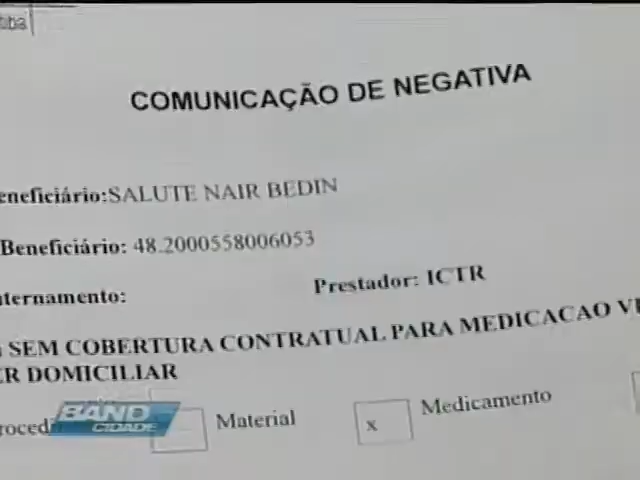 COMUNICAÇÃO DE NEGATIVA
eneficiário:SALUTE NAIR BEDIN
Beneficiário: 48.2000558006053
nternamento:
Prestador: ICTR
SEM COBERTURA CONTRATUAL PARA MEDICACAO
ER DOMICILIAR
roced
Material
x
Medicamento
BAND
CIDADE